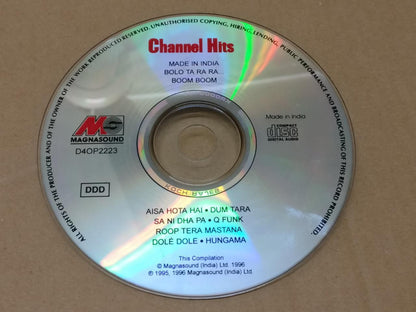 ALL RIGHTS OF THE PRODUCER AND OF THE OWNER OF THE WORK REPRODUCED RESERVED. UNAUTHORISED COPYING, HIRING, LENDING, PUBLIC PERFORMANCE AND BROADCASTING OF THIS RECORD PROHIBITED.
Channel Hits
MADE IN INDIA
BOLO TA RA RA...
BOOM BOOM
MAGNASOUND
D4OP2223
Made in India
COMPACT
disc
DIGITAL AUDIO
DDD
AISA HOTA HAI • DUM TARA
SA NI DHA PA • Q FUNK
ROOP TERA MASTANA
DOLÉ DOLE • HUNGAMA
This Compilation
© Magnasound (India) Ltd. 1996
℗ 1995, 1996 Magnasound (India) Ltd.